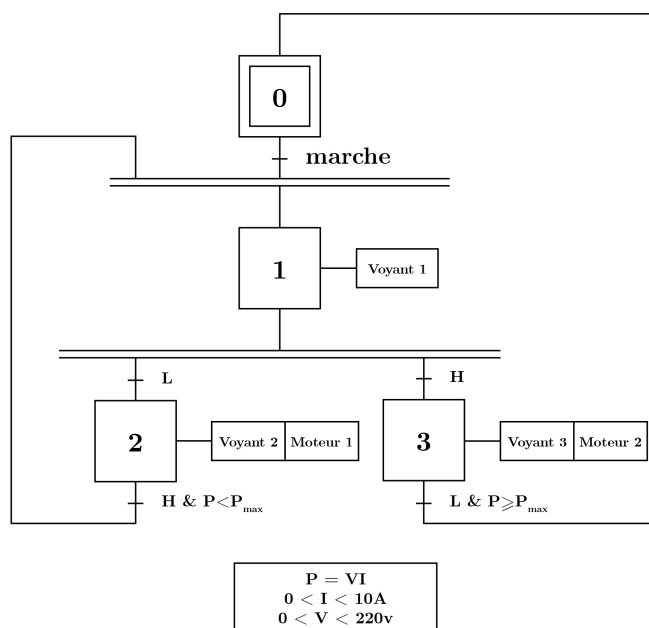 0
marche
1
Voyant 1
L
H
2
Voyant 2
Moteur 1
3
Voyant 3
Moteur 2
H & P<Pmax
L & P⩾Pmax
P = VI
0 < I < 10A
0 < V < 220v